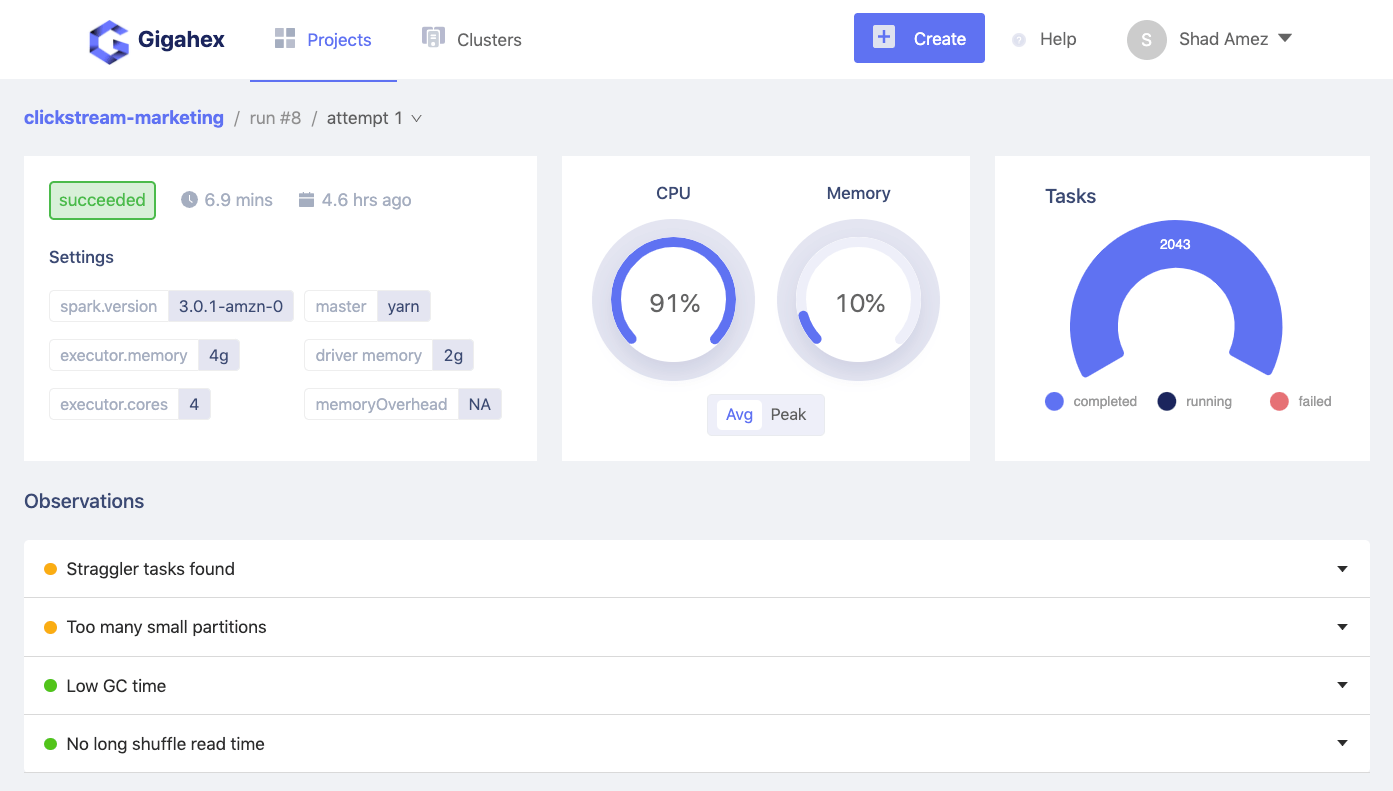 Gigahex
Projects
Clusters
Create
Help
S
Shad Amez
clickstream-marketing / run #8 / attempt 1
succeeded
6.9 mins
4.6 hrs ago
Settings
spark.version 3.0.1-amzn-0
master yarn
executor.memory 4g
driver memory 2g
executor.cores 4
memoryOverhead NA
CPU
91%
Memory
10%
Avg
Peak
Tasks
2043
completed
running
failed
Observations
Straggler tasks found
Too many small partitions
Low GC time
No long shuffle read time